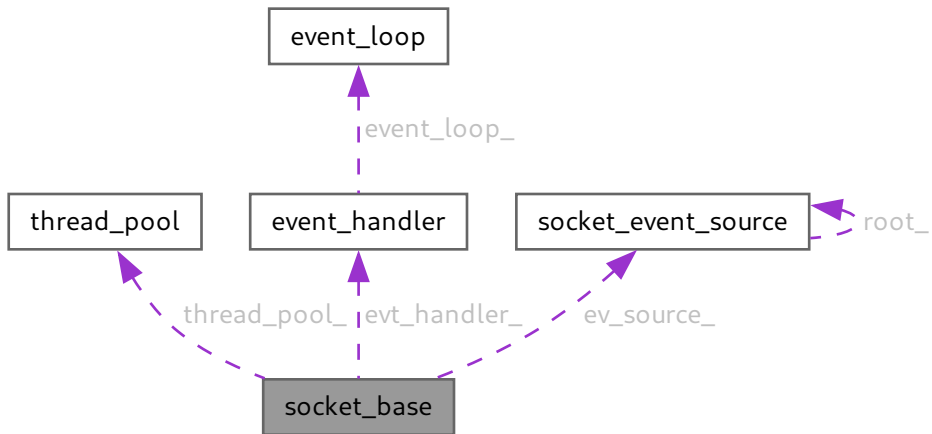 event_loop
event_loop_
thread_pool
event_handler
socket_event_source
root_
thread_pool_
evt_handler_
ev_source_
socket_base